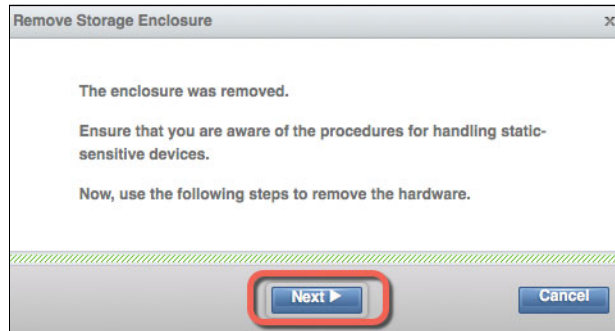 Remove Storage Enclosure
The enclosure was removed.
Ensure that you are aware of the procedures for handling static-
sensitive devices.
Now, use the following steps to remove the hardware.
Next
Cancel